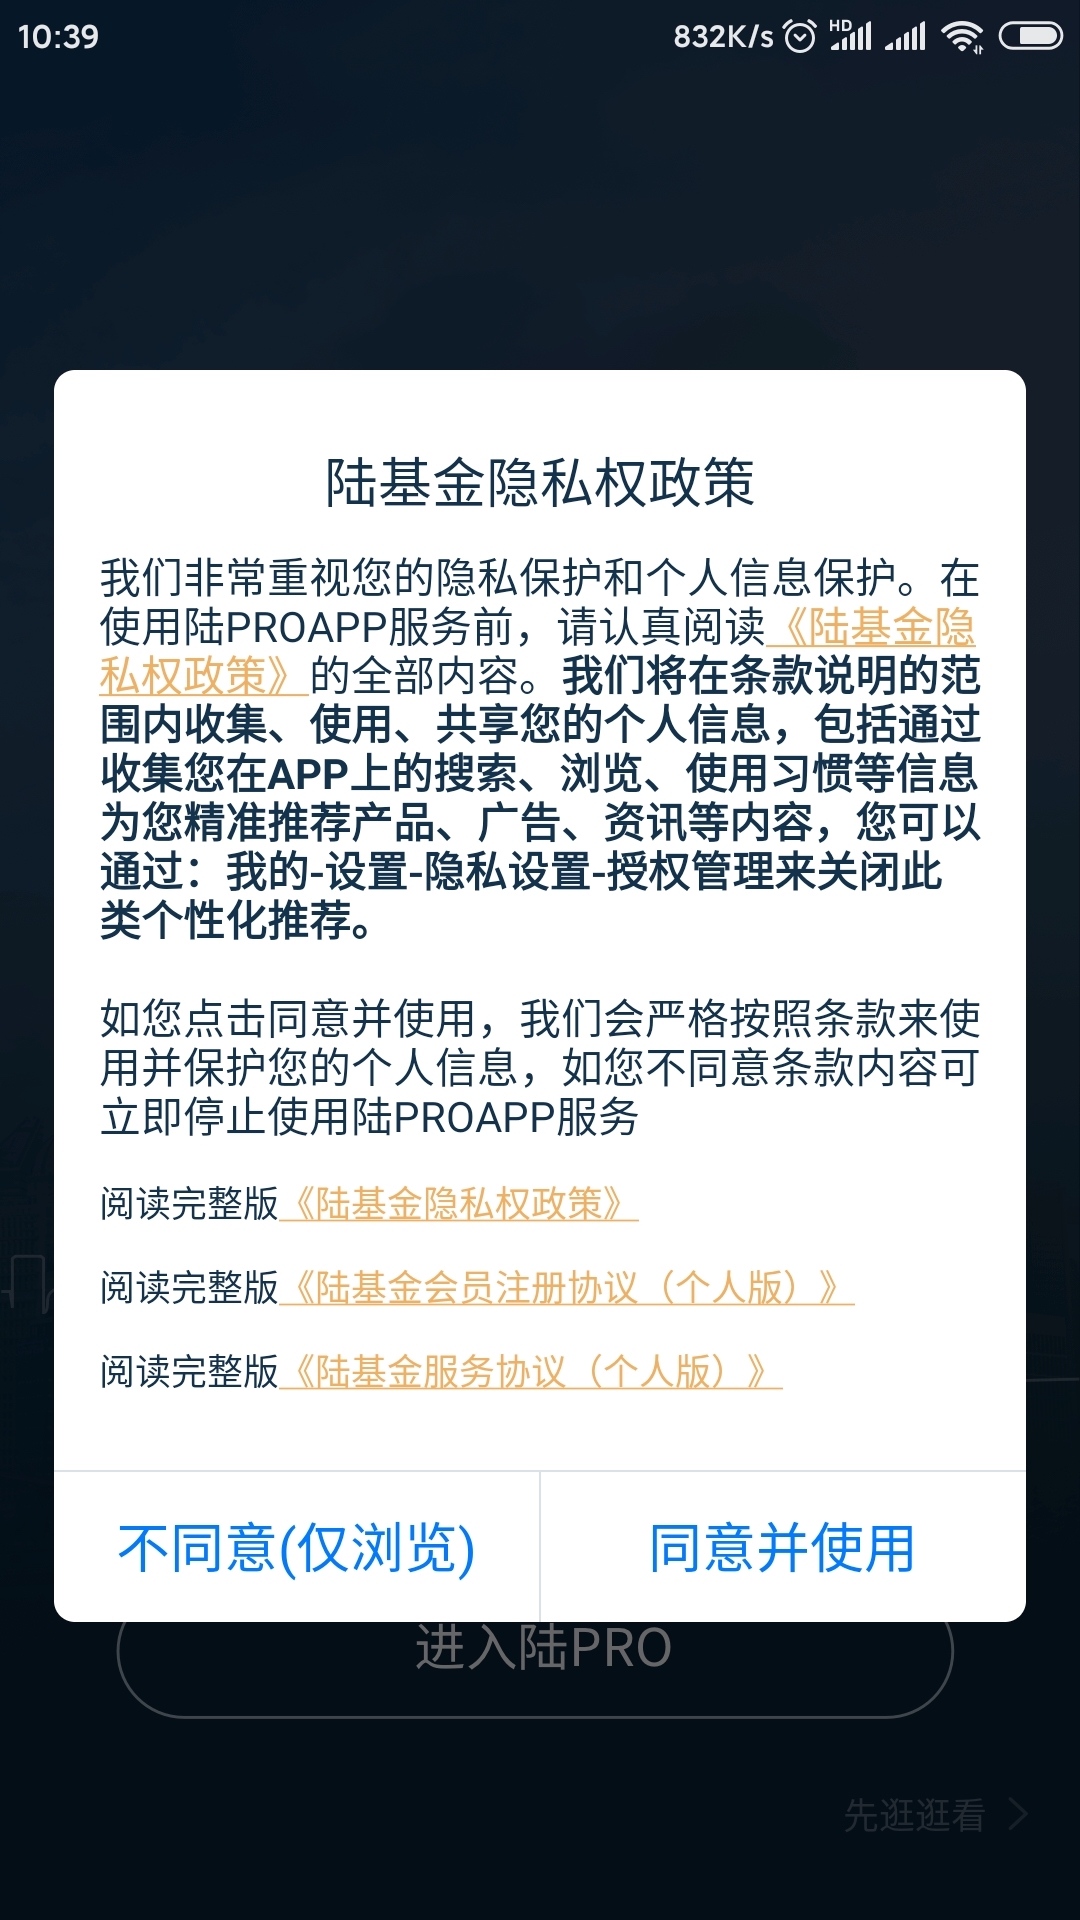 10:39
832K/s
HD
陆基金隐私权政策
我们非常重视您的隐私保护和个人信息保护。在
使用陆PROAPP服务前，请认真阅读《陆基金隐
私权政策》的全部内容。我们将在条款说明的范
围内收集、使用、共享您的个人信息，包括通过
收集您在APP上的搜索、浏览、使用习惯等信息
为您精准推荐产品、广告、资讯等内容，您可以
通过：我的-设置-隐私设置-授权管理来关闭此
类个性化推荐。
如您点击同意并使用，我们会严格按照条款来使
用并保护您的个人信息，如您不同意条款内容可
立即停止使用陆PROAPP服务
阅读完整版《陆基金隐私权政策》
阅读完整版《陆基金会员注册协议（个人版）》
阅读完整版《陆基金服务协议（个人版）》
不同意(仅浏览)
同意并使用
进入陆PRO
先逛逛看